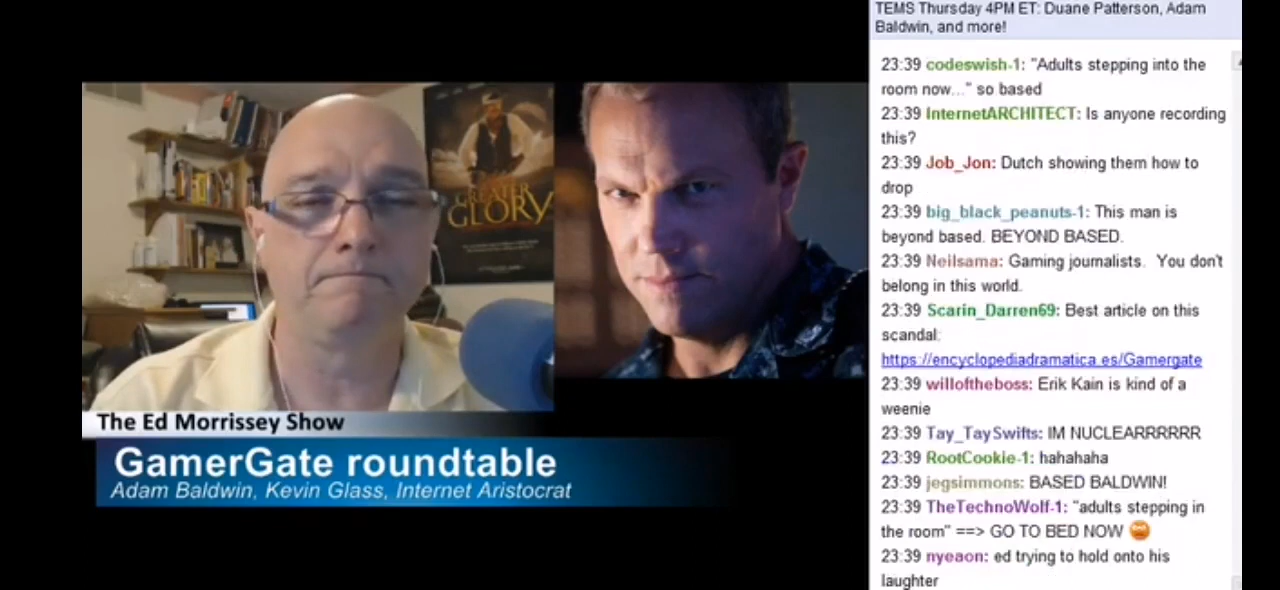 GREATER
GLORY
The Ed Morrissey Show
GamerGate roundtable
Adam Baldwin, Kevin Glass, Internet Aristocrat
TEMS Thursday 4PM ET: Duane Patterson, Adam
Baldwin, and more!
23:39 codeswish-1: "Adults stepping into the
room now..." so based
23:39 InternetARCHITECT: Is anyone recording
this?
23:39 Job_Jon: Dutch showing them how to
drop
23:39 big_black_peanuts-1: This man is
beyond based. BEYOND BASED.
23:39 Neilsama: Gaming journalists. You don't
belong in this world.
23:39 Scarin_Darren69: Best article on this
scandal:
https://encyclopediadramatica.es/Gamergate
23:39 willoftheboss: Erik Kain is kind of a
weenie
23:39 Tay_TaySwifts: IM NUCLEARRRRRR
23:39 RootCookie-1: hahahaha
23:39 jegsimmons: BASED BALDWIN!
23:39 TheTechnoWolf-1: "adults stepping in
the room" ==> GO TO BED NOW
23:39 nyeaon: ed trying to hold onto his
laughter